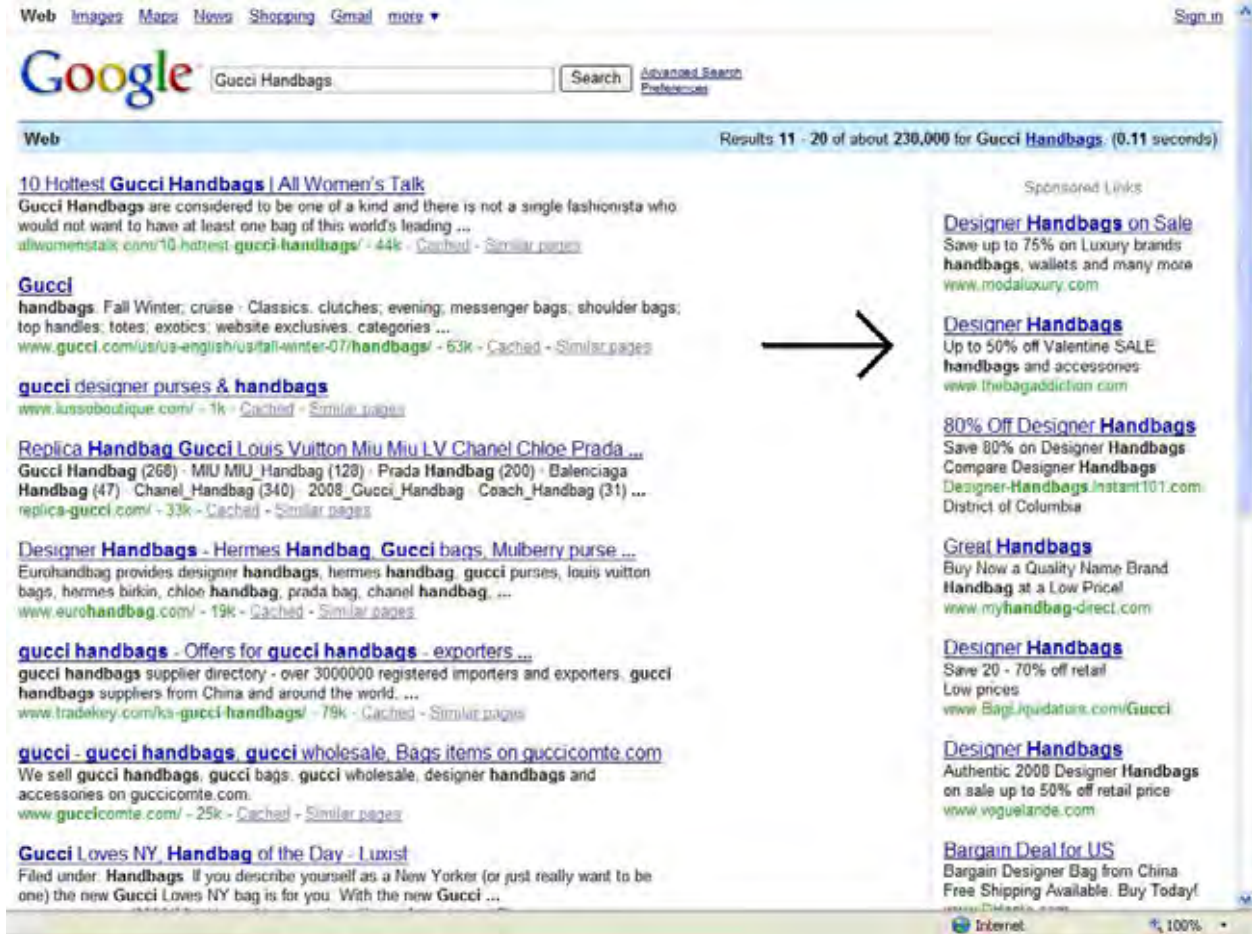 Web Images Maps News Shopping Gmail more ▼
Sign in
Google
Gucci Handbags
Search
Advanced Search
Preferences
Web
Results 11 - 20 of about 230,000 for Gucci Handbags. (0.11 seconds)
10 Hottest Gucci Handbags | All Women's Talk
Gucci Handbags are considered to be one of a kind and there is not a single fashionista who
would not want to have at least one bag of this world's leading ...
allwomenstalk.com/10-hottest-gucci-handbags/ - 44k - Cached - Similar pages
Gucci
handbags. Fall Winter; cruise · Classics. clutches; evening; messenger bags; shoulder bags;
top handles; totes; exotics; website exclusives. categories ...
www.gucci.com/us/us-english/us/fall-winter-07/handbags/ - 63k - Cached - Similar pages
gucci designer purses & handbags
www.lussoboutique.com/ - 1k - Cached - Similar pages
Replica Handbag Gucci Louis Vuitton Miu Miu LV Chanel Chloe Prada ...
Gucci Handbag (268) · MIU MIU_Handbag (128) · Prada Handbag (200) · Balenciaga
Handbag (47) · Chanel_Handbag (340) · 2008_Gucci_Handbag · Coach_Handbag (31) ...
replica-gucci.com/ - 33k - Cached - Similar pages
Designer Handbags - Hermes Handbag, Gucci bags, Mulberry purse ...
Eurohandbag provides designer handbags, hermes handbag, gucci purses, louis vuitton
bags, hermes birkin, chloe handbag, prada bag, chanel handbag, ...
www.eurohandbag.com/ - 19k - Cached - Similar pages
gucci handbags - Offers for gucci handbags - exporters ...
gucci handbags supplier directory - over 3000000 registered importers and exporters. gucci
handbags suppliers from China and around the world. ...
www.tradekey.com/ks-gucci-handbags/ - 79k - Cached - Similar pages
gucci - gucci handbags, gucci wholesale, Bags items on guccicomte.com
We sell gucci handbags, gucci bags, gucci wholesale, designer handbags and
accessories on guccicomte.com.
www.guccicomte.com/ - 25k - Cached - Similar pages
Gucci Loves NY, Handbag of the Day - Luxist
Filed under: Handbags. If you describe yourself as a New Yorker (or just really want to be
one) the new Gucci Loves NY bag is for you. With the new Gucci ...
Sponsored Links
Designer Handbags on Sale
Save up to 75% on Luxury brands
handbags, wallets and many more
www.modaluxury.com
Designer Handbags
Up to 50% off Valentine SALE
handbags and accessories
www.thebagaddiction.com
80% Off Designer Handbags
Save 80% on Designer Handbags
Compare Designer Handbags
Designer-Handbags.Instant101.com
District of Columbia
Great Handbags
Buy Now a Quality Name Brand
Handbag at a Low Price!
www.myhandbag-direct.com
Designer Handbags
Save 20 - 70% off retail
Low prices
Designer Handbags
Authentic 2008 Designer Handbags
on sale up to 50% off retail price
www.voguelande.com
Bargain Deal for US
Bargain Designer Bag from China
Free Shipping Available. Buy Today!
Internet
100%